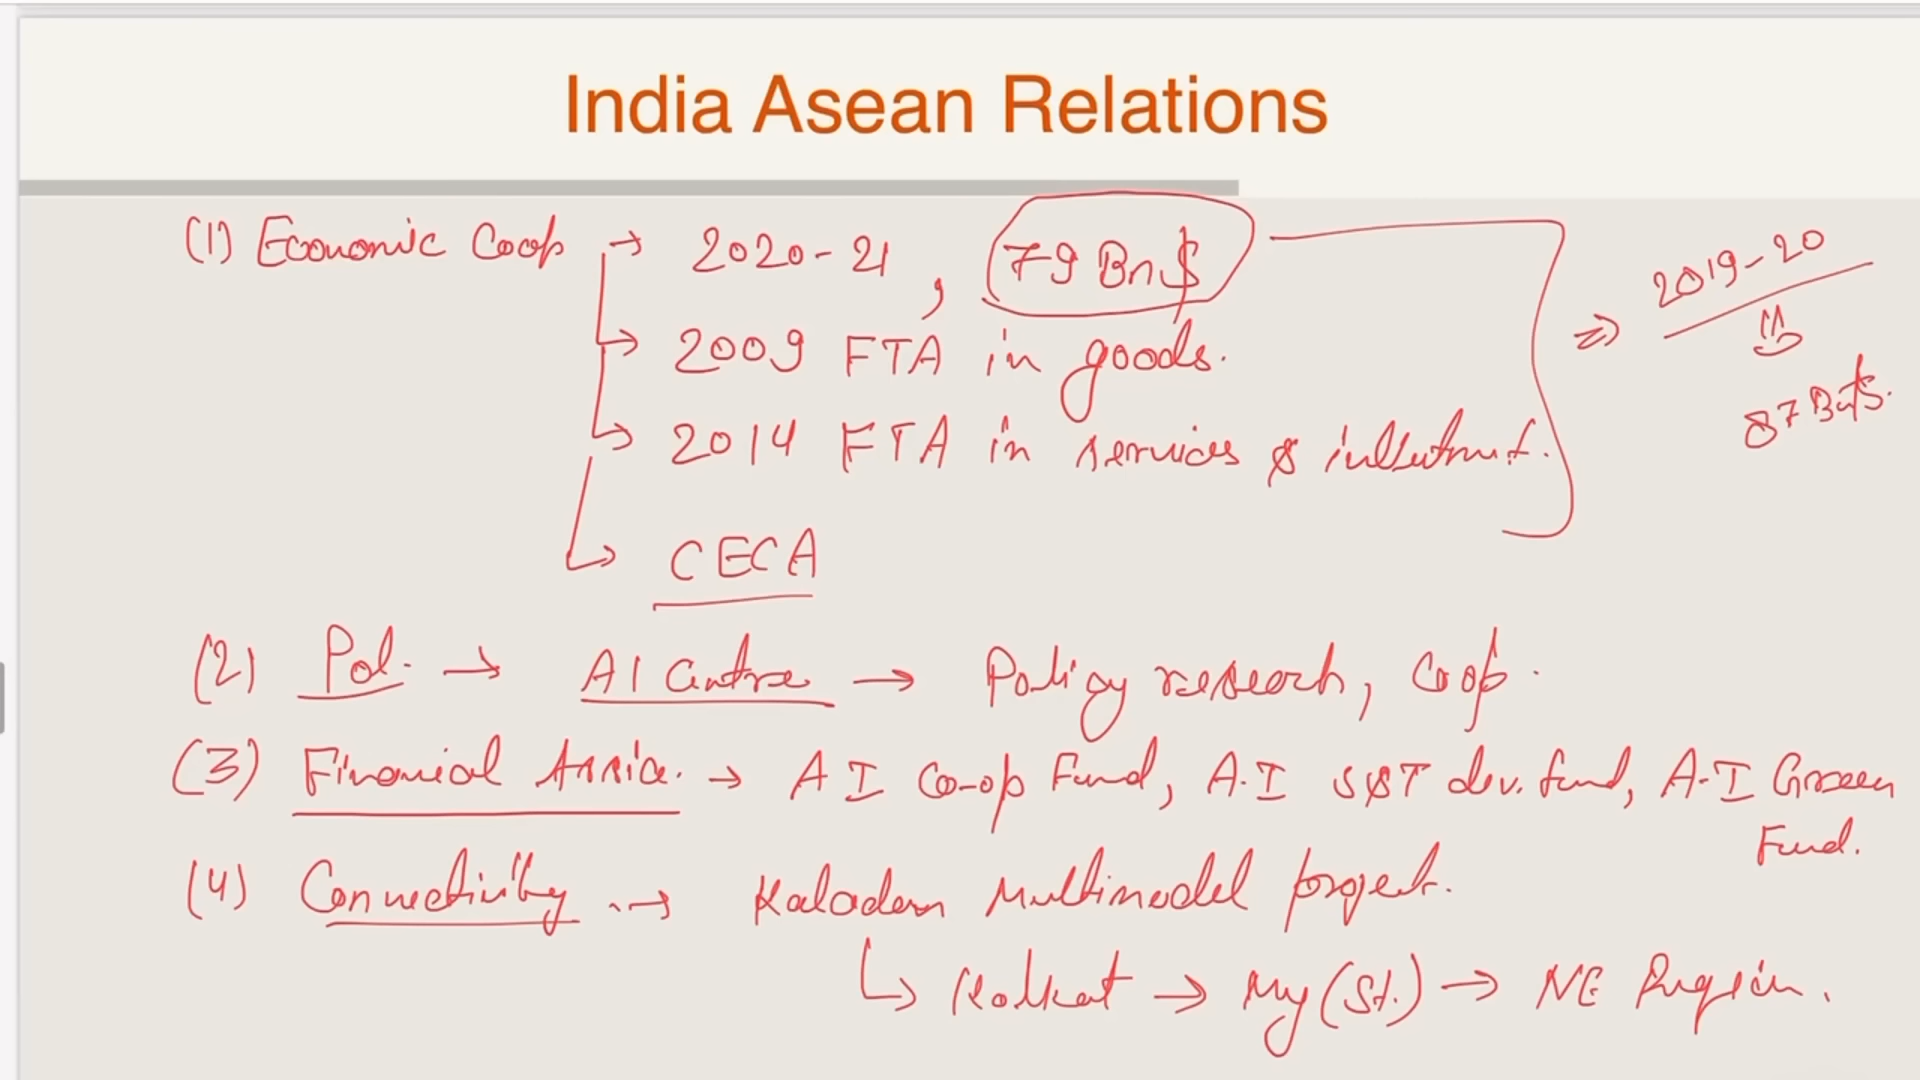 India Asean Relations
(1) Economic Coop → 2020-21, 79 Bn $ 2019-20
→ 2009 FTA in goods. ⇒ 87 Bn $.
→ 2014 FTA in services &
→ CECA
(2) Pol. → AI Centre → Policy research, Coop.
(3) Financial Assis. → A I Co-op Fund, A.I S&T dev. fund, A-I Green
Fund.
(4) Connectivity → Kaladan Multimodel project.
→ Kolkat → My (St.) → NE Region.